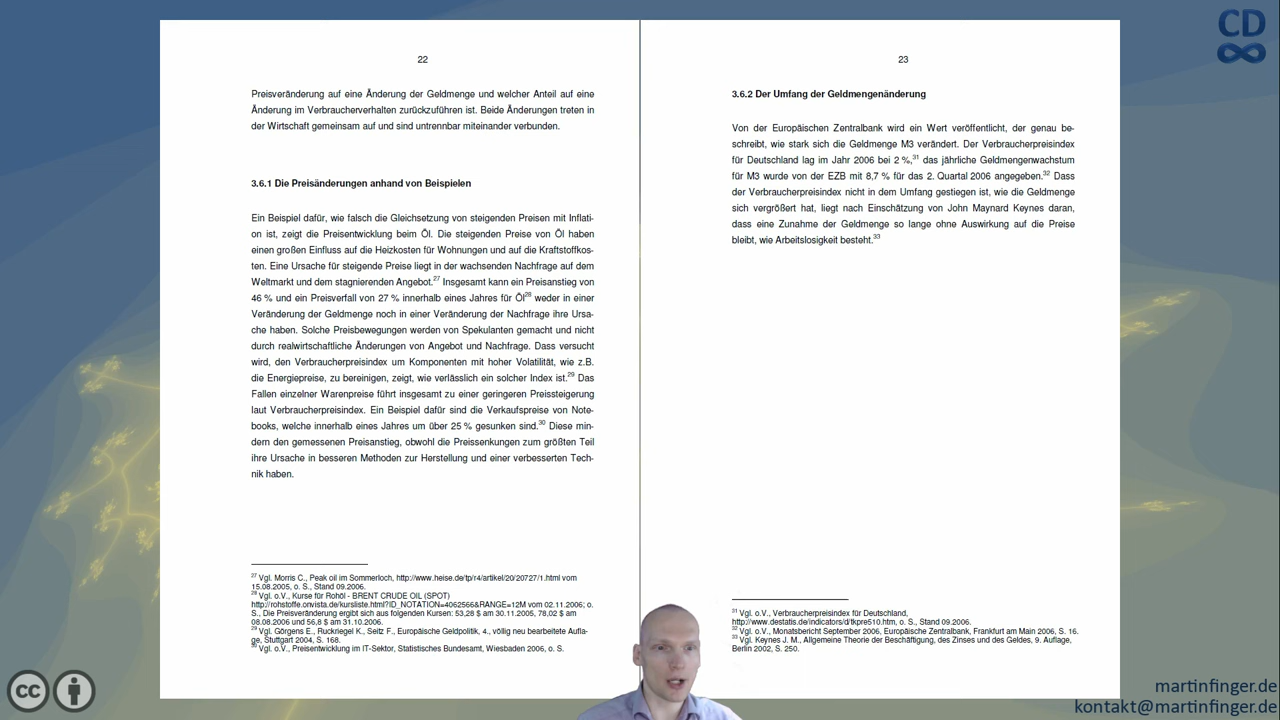 CD
22
Preisveränderung auf eine Änderung der Geldmenge und welcher Anteil auf eine
Änderung im Verbraucherverhalten zurückzuführen ist. Beide Änderungen treten in
der Wirtschaft gemeinsam auf und sind untrennbar miteinander verbunden.
3.6.1 Die Preisänderungen anhand von Beispielen
Ein Beispiel dafür, wie falsch die Gleichsetzung von steigenden Preisen mit Inflati-
on ist, zeigt die Preisentwicklung beim Öl. Die steigenden Preise von Öl haben
einen großen Einfluss auf die Heizkosten für Wohnungen und auf die Kraftstoffkos-
ten. Eine Ursache für steigende Preise liegt in der wachsenden Nachfrage auf dem
Weltmarkt und dem stagnierenden Angebot.27 Insgesamt kann ein Preisanstieg von
46 % und ein Preisverfall von 27 % innerhalb eines Jahres für Öl28 weder in einer
Veränderung der Geldmenge noch in einer Veränderung der Nachfrage ihre Ursa-
che haben. Solche Preisbewegungen werden von Spekulanten gemacht und nicht
durch realwirtschaftliche Änderungen von Angebot und Nachfrage. Dass versucht
wird, den Verbraucherpreisindex um Komponenten mit hoher Volatilität, wie z.B.
die Energiepreise, zu bereinigen, zeigt, wie verlässlich ein solcher Index ist.29 Das
Fallen einzelner Warenpreise führt insgesamt zu einer geringeren Preissteigerung
laut Verbraucherpreisindex. Ein Beispiel dafür sind die Verkaufspreise von Note-
books, welche innerhalb eines Jahres um über 25 % gesunken sind.30 Diese min-
dern den gemessenen Preisanstieg, obwohl die Preissenkungen zum größten Teil
ihre Ursache in besseren Methoden zur Herstellung und einer verbesserten Tech-
nik haben.
27 Vgl. Morris C., Peak oil im Sommerloch, http://www.heise.de/tp/r4/artikel/20/20727/1.html vom
15.08.2005, o. S., Stand 09.2006.
28 Vgl. o.V., Kurse für Rohöl - BRENT CRUDE OIL (SPOT)
http://rohstoffe.onvista.de/kursliste.html?ID_NOTATION=4062566&RANGE=12M vom 02.11.2006; o.
S., Die Preisveränderung ergibt sich aus folgenden Kursen: 53,28 $ am 30.11.2005, 78,02 $ am
08.08.2006 und 56,8 $ am 31.10.2006.
29 Vgl. Görgens E., Ruckriegel K., Seitz F., Europäische Geldpolitik, 4., völlig neu bearbeitete Aufla-
ge, Stuttgart 2004, S. 168.
30 Vgl. o.V., Preisentwicklung im IT-Sektor, Statistisches Bundesamt, Wiesbaden 2006, o. S.
23
3.6.2 Der Umfang der Geldmengenänderung
Von der Europäischen Zentralbank wird ein Wert veröffentlicht, der genau be-
schreibt, wie stark sich die Geldmenge M3 verändert. Der Verbraucherpreisindex
für Deutschland lag im Jahr 2006 bei 2 %,31 das jährliche Geldmengenwachstum
für M3 wurde von der EZB mit 8,7 % für das 2. Quartal 2006 angegeben.32 Dass
der Verbraucherpreisindex nicht in dem Umfang gestiegen ist, wie die Geldmenge
sich vergrößert hat, liegt nach Einschätzung von John Maynard Keynes daran,
dass eine Zunahme der Geldmenge so lange ohne Auswirkung auf die Preise
bleibt, wie Arbeitslosigkeit besteht.33
31 Vgl. o.V., Verbraucherpreisindex für Deutschland,
http://www.destatis.de/indicators/d/tkpre510.htm, o. S., Stand 09.2006.
32 Vgl. o.V., Monatsbericht September 2006, Europäische Zentralbank, Frankfurt am Main 2006, S. 16.
33 Vgl. Keynes J. M., Allgemeine Theorie der Beschäftigung, des Zinses und des Geldes, 9. Auflage,
Berlin 2002, S. 250.
cc
martinfinger.de
kontakt@martinfinger.de